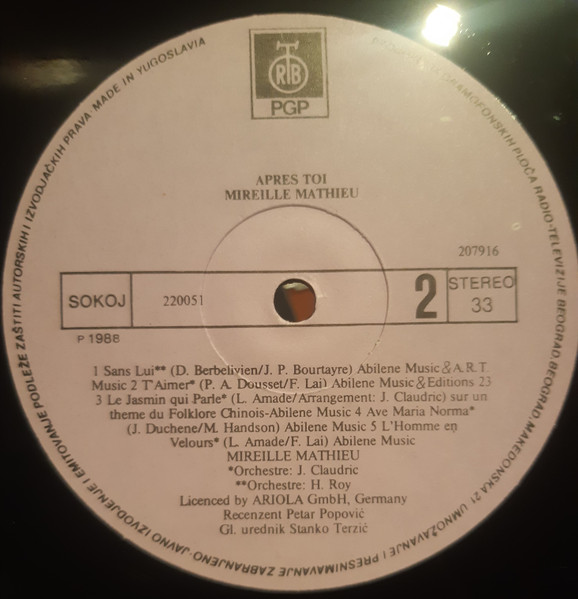 RTB
PGP
APRES TOI
MIREILLE MATHIEU
207916
SOKOJ
220051
2
STEREO
33
P 1988
1 Sans Lui** (D. Berbelivien/J. P. Bourtayre) Abilene Music & A.R.T
Music 2 T'Aimer* (P. A. Dousset/F. Lai) Abilene Music & Editions 23
3 Le Jasmin qui Parle* (L. Amade/Arrangement: J. Claudric) sur un
theme du Folklore Chinois-Abilene Music 4 Ave Maria Norma*
(J. Duchene/M. Handson) Abilene Music 5 L'Homme en
Velours* (L. Amade/F. Lai) Abilene Music
MIREILLE MATHIEU
*Orchestre: J. Claudric
**Orchestre: H. Roy
Licenced by ARIOLA GmbH, Germany
Recenzent Petar Popović
Gl. urednik Stanko Terzić
GRAMOFONSKIH PLOČA RADIO-TELEVIZIJE BEOGRAD, BEOGRAD, MAKEDONSKA 21 UMNOŽAVANJE I PRESNIMAVANJE ZABRANJENO. JAVNO IZVODJENJE I EMITOVANJE PODLEŽE ZAŠTITI AUTORSKIH I IZVODJAČKIH PRAVA MADE IN YUGOSLAVIA